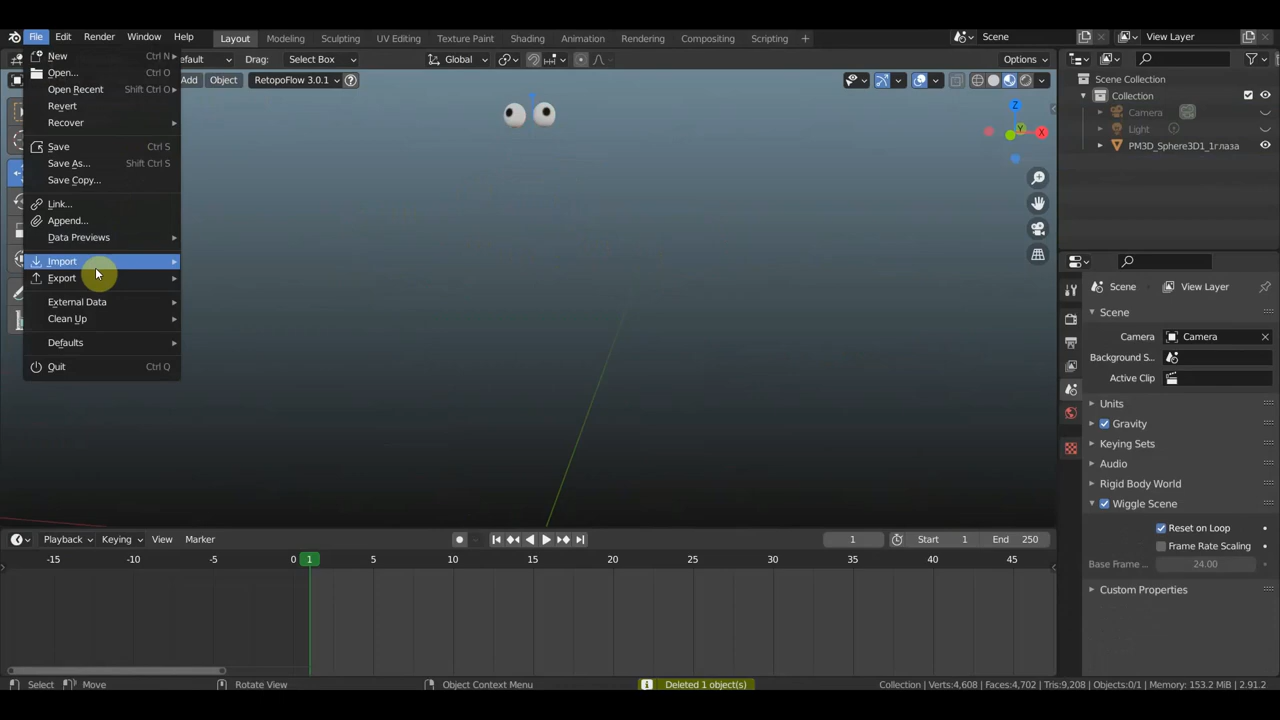 File Edit Render Window Help Layout Modeling Sculpting UV Editing Texture Paint Shading Animation Rendering Compositing Scripting + Scene View Layer
efault Drag: Select Box Global Options
Add Object RetopoFlow 3.0.1 ?
New Ctrl N
Open... Ctrl O
Open Recent Shift Ctrl O
Revert
Recover
Save Ctrl S
Save As... Shift Ctrl S
Save Copy...
Link...
Append...
Data Previews
Import
Export
External Data
Clean Up
Defaults
Quit Ctrl Q
Z
Y
X
Scene Collection
Collection
Camera
Light
PM3D_Sphere3D1_1глаза
Scene View Layer
Scene
Camera Camera
Background S...
Active Clip
Units
Gravity
Keying Sets
Audio
Rigid Body World
Wiggle Scene
Reset on Loop
Frame Rate Scaling
Base Frame ... 24.00
Custom Properties
Playback Keying View Marker 1 Start 1 End 250
-15 -10 -5 0 1 5 10 15 20 25 30 35 40 45
Select Move Rotate View Object Context Menu Deleted 1 object(s) Collection | Verts:4,608 | Faces:4,702 | Tris:9,208 | Objects:0/1 | Memory: 153.2 MiB | 2.91.2